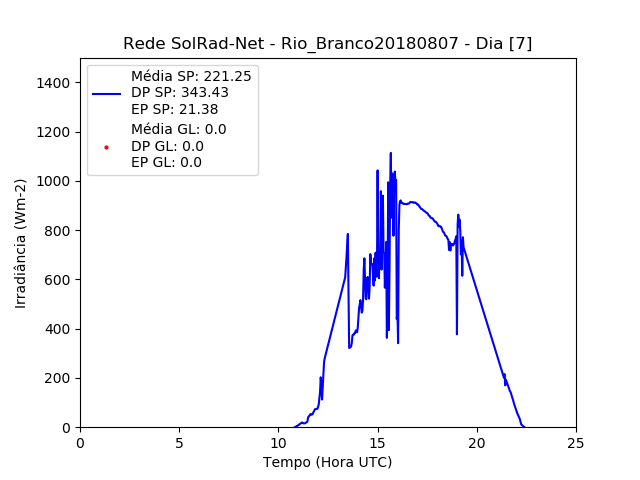 Rede SolRad-Net - Rio_Branco20180807 - Dia [7]
Média SP: 221.25
DP SP: 343.43
EP SP: 21.38
Média GL: 0.0
DP GL: 0.0
EP GL: 0.0
Irradiância (Wm-2)
1400
1200
1000
800
600
400
200
0
0 5 10 15 20 25
Tempo (Hora UTC)